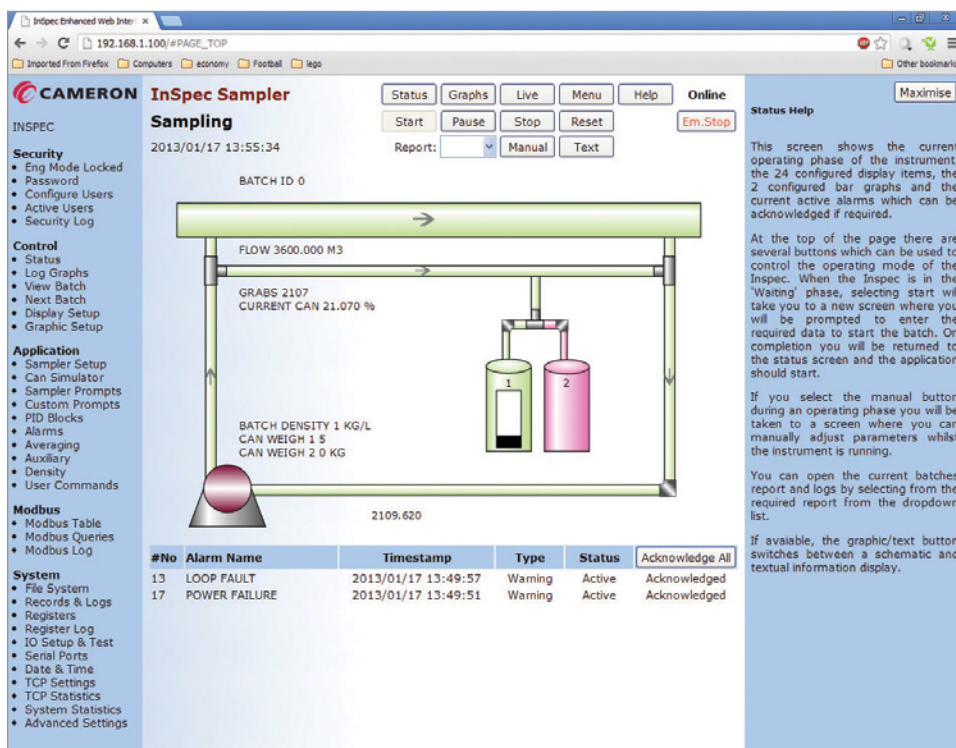 InSpec Enhanced Web Inter
192.168.1.100/#PAGE_TOP
Imported From Firefox Computers economy Football lego Other bookmark
CAMERON
INSPEC
Security
• Eng Mode Locked
• Password
• Configure Users
• Active Users
• Security Log
Control
• Status
• Log Graphs
• View Batch
• Next Batch
• Display Setup
• Graphic Setup
Application
• Sampler Setup
• Can Simulator
• Sampler Prompts
• Custom Prompts
• PID Blocks
• Alarms
• Averaging
• Auxiliary
• Density
• User Commands
Modbus
• Modbus Table
• Modbus Queries
• Modbus Log
System
• File System
• Records & Logs
• Registers
• Register Log
• IO Setup & Test
• Serial Ports
• Date & Time
• TCP Settings
• TCP Statistics
• System Statistics
• Advanced Settings
InSpec Sampler
Sampling
2013/01/17 13:55:34
Status Graphs Live Menu Help Online
Start Pause Stop Reset Em.Stop
Report: Manual Text
BATCH ID 0
FLOW 3600.000 M3
GRABS 2107
CURRENT CAN 21.070 %
1 2
BATCH DENSITY 1 KG/L
CAN WEIGH 1 5
CAN WEIGH 2 0 KG
2109.620
#No Alarm Name Timestamp Type Status Acknowledge All
13 LOOP FAULT 2013/01/17 13:49:57 Warning Active Acknowledged
17 POWER FAILURE 2013/01/17 13:49:51 Warning Active Acknowledged
Maximise
Status Help
This screen shows the current
operating phase of the instrument,
the 24 configured display items, the
2 configured bar graphs and the
current active alarms which can be
acknowledged if required.
At the top of the page there are
several buttons which can be used to
control the operating mode of the
Inspec. When the Inspec is in the
'Waiting' phase, selecting start will
take you to a new screen where you
will be prompted to enter the
required data to start the batch. On
completion you will be returned to
the status screen and the application
should start.
If you select the manual button
during an operating phase you will be
taken to a screen where you can
manually adjust parameters whilst
the instrument is running.
You can open the current batches
report and logs by selecting from the
required report from the dropdown
list.
If avaiable, the graphic/text button
switches between a schematic and
textual information display.